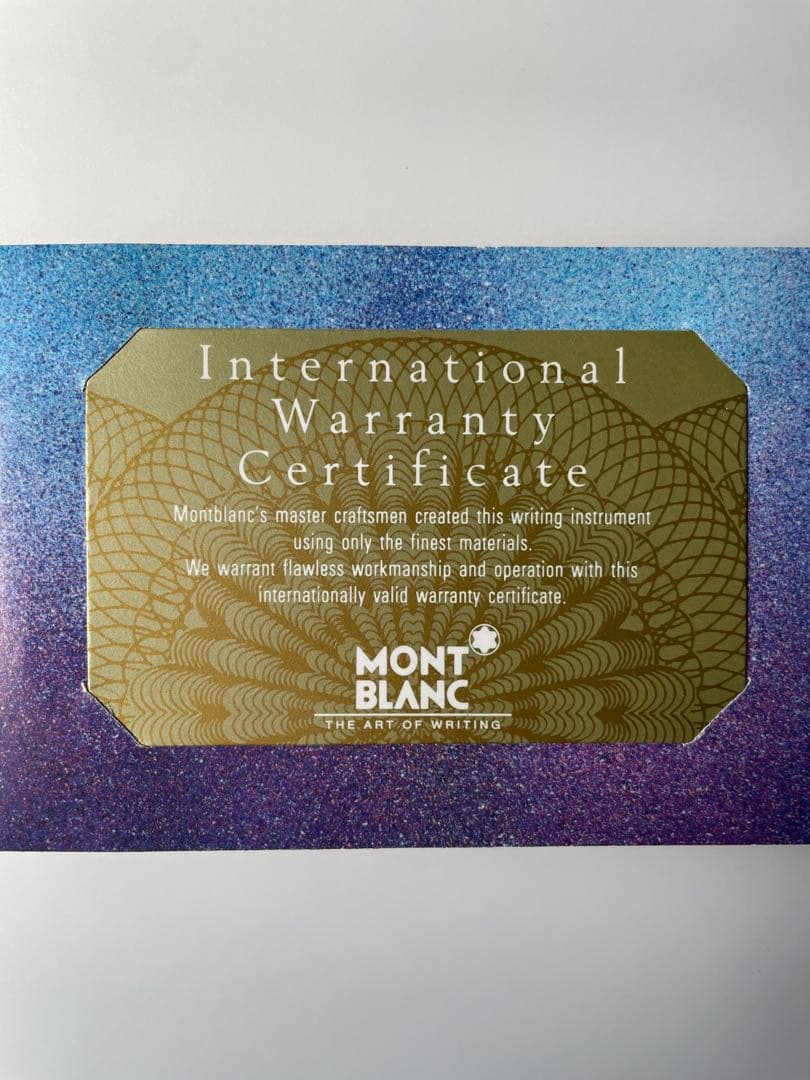 International
Warranty
Certificate
Montblanc's master craftsmen created this writing instrument
using only the finest materials.
We warrant flawless workmanship and operation with this
internationally valid warranty certificate.
MONT
BLANC
THE ART OF WRITING